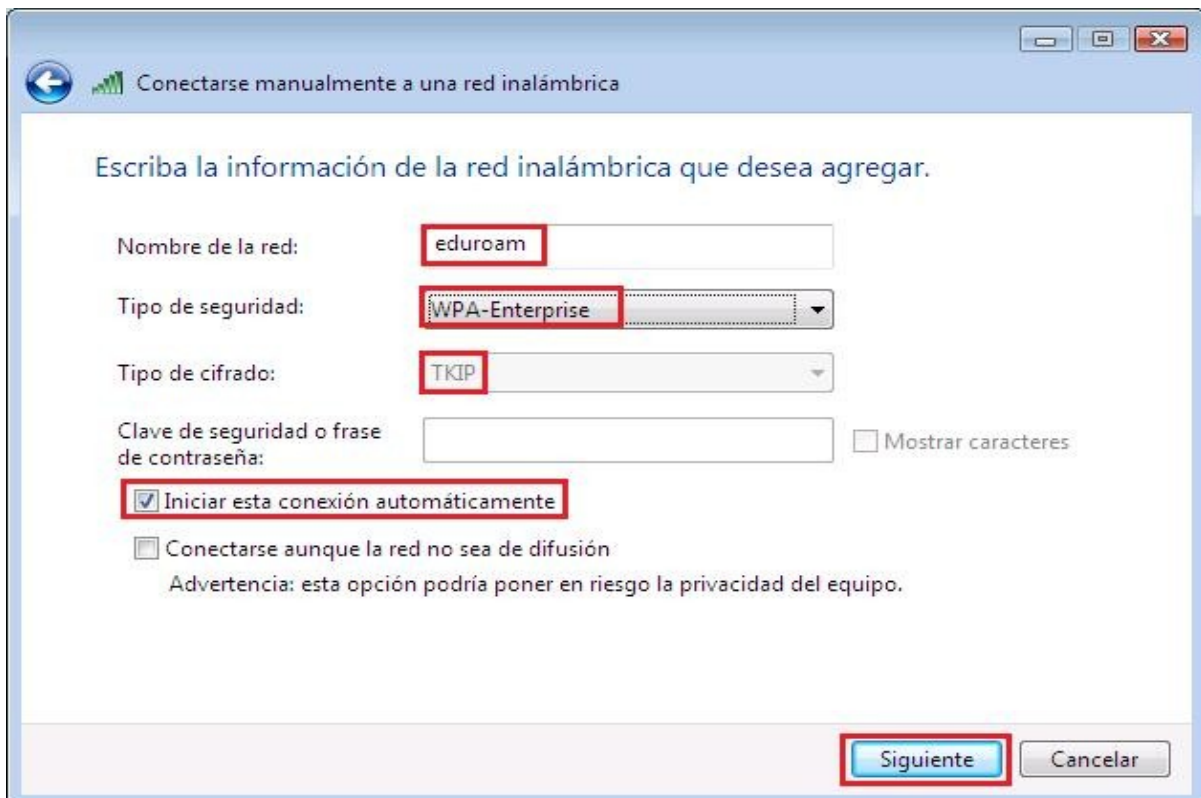 Conectarse manualmente a una red inalámbrica
Escriba la información de la red inalámbrica que desea agregar.
Nombre de la red: eduroam
Tipo de seguridad: WPA-Enterprise
Tipo de cifrado: TKIP
Clave de seguridad o frase
de contraseña:
Mostrar caracteres
Iniciar esta conexión automáticamente
Conectarse aunque la red no sea de difusión
Advertencia: esta opción podría poner en riesgo la privacidad del equipo.
Siguiente Cancelar